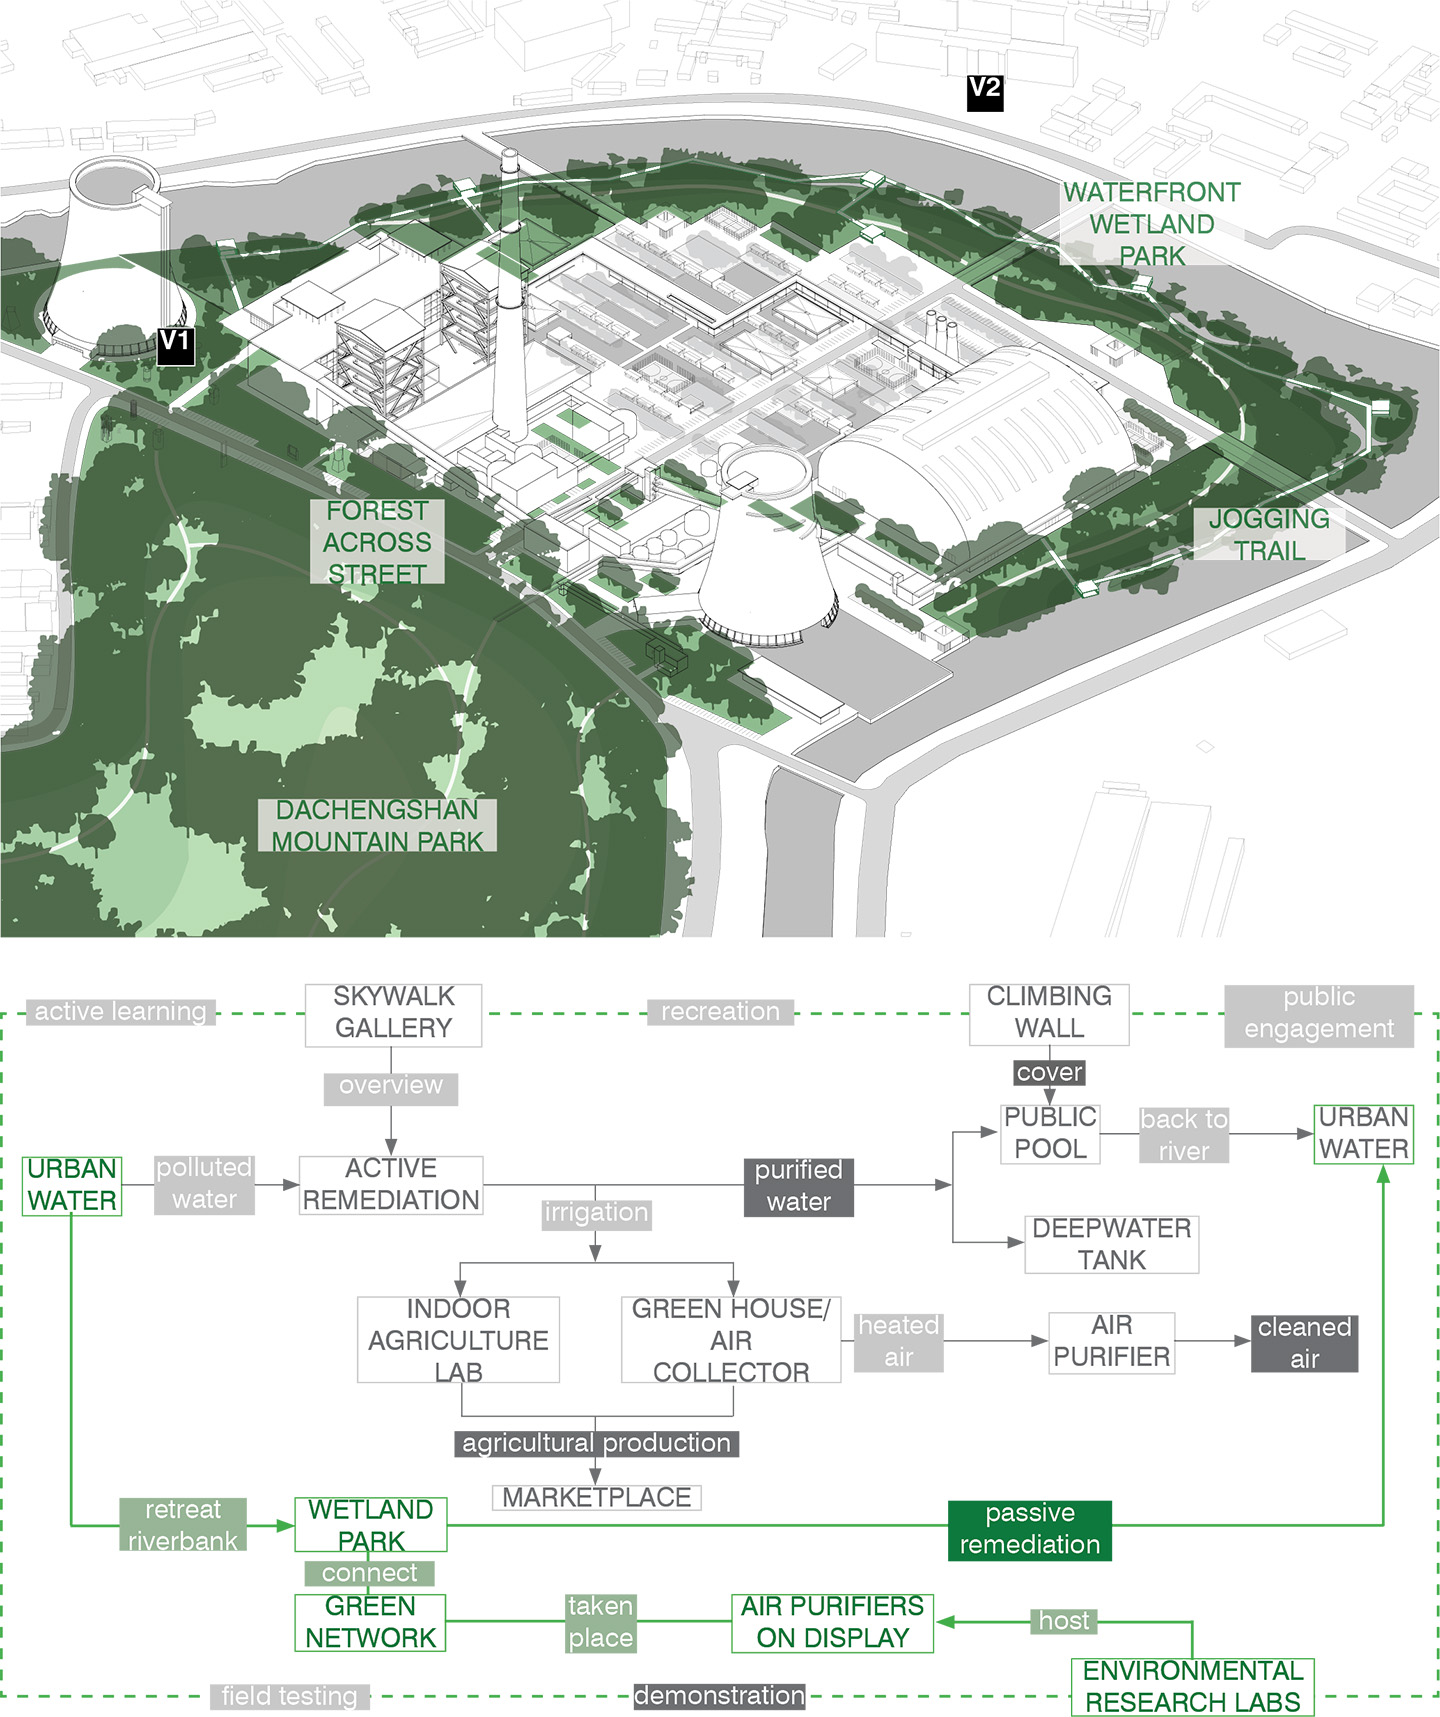 V2
WATERFRONT
WETLAND
PARK
V1
FOREST
ACROSS
STREET
JOGGING
TRAIL
DACHENGSHAN
MOUNTAIN PARK
active learning
SKYWALK
GALLERY
recreation
CLIMBING
WALL
public
engagement
overview
cover
PUBLIC
POOL
back to
river
URBAN
WATER
URBAN
WATER
polluted
water
ACTIVE
REMEDIATION
purified
water
irrigation
DEEPWATER
TANK
INDOOR
AGRICULTURE
LAB
GREEN HOUSE/
AIR
COLLECTOR
heated
air
AIR
PURIFIER
cleaned
air
agricultural production
MARKETPLACE
retreat
riverbank
WETLAND
PARK
passive
remediation
connect
GREEN
NETWORK
taken
place
AIR PURIFIERS
ON DISPLAY
host
ENVIRONMENTAL
RESEARCH LABS
field testing
demonstration